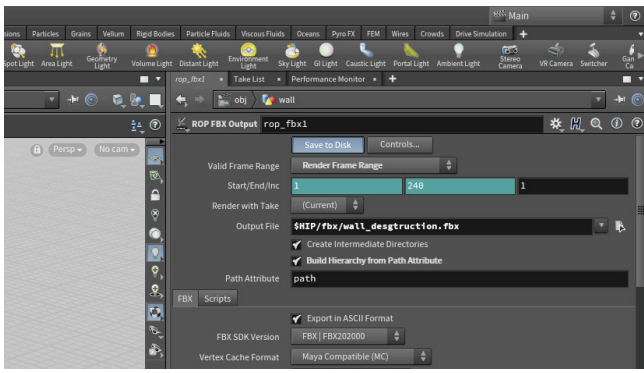 Main
sions Particles Grains Vellum Rigid Bodies Particle Fluids Viscous Fluids Oceans Pyro FX FEM Wires Crowds Drive Simulation +
Spot Light Area Light Geometry Light Volume Light Distant Light Environment Light Sky Light GI Light Caustic Light Portal Light Ambient Light Stereo Camera VR Camera Switcher Gan Ca
rop_fbx1 × Take List × Performance Monitor × +
obj wall
ROP FBX Output rop_fbx1
Persp No cam
Save to Disk Controls...
Valid Frame Range Render Frame Range
Start/End/Inc 1 240 1
Render with Take (Current)
Output File $HIP/fbx/wall_desgtruction.fbx
Create Intermediate Directories
Build Hierarchy from Path Attribute
Path Attribute path
FBX Scripts
Export in ASCII Format
FBX SDK Version FBX | FBX202000
Vertex Cache Format Maya Compatible (MC)